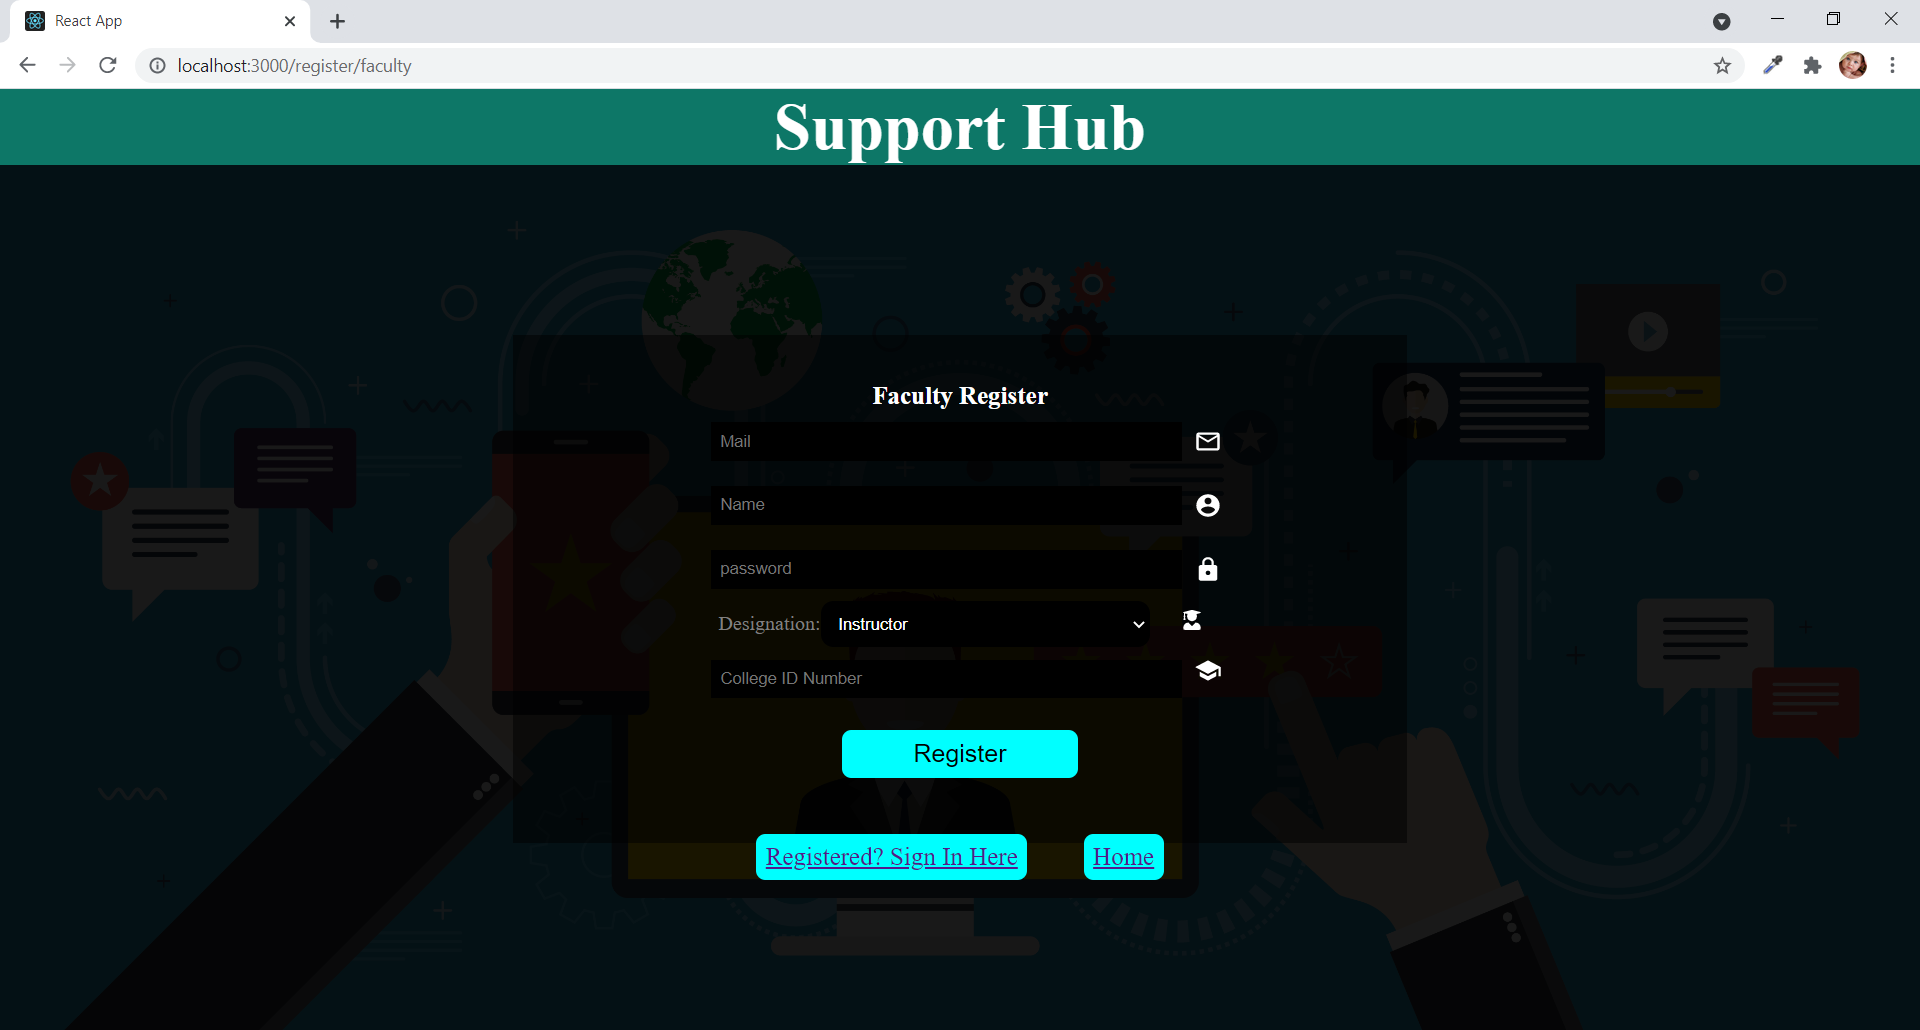 React App
localhost:3000/register/faculty
Support Hub
Faculty Register
Mail
Name
password
Designation: Instructor
College ID Number
Register
Registered? Sign In Here Home